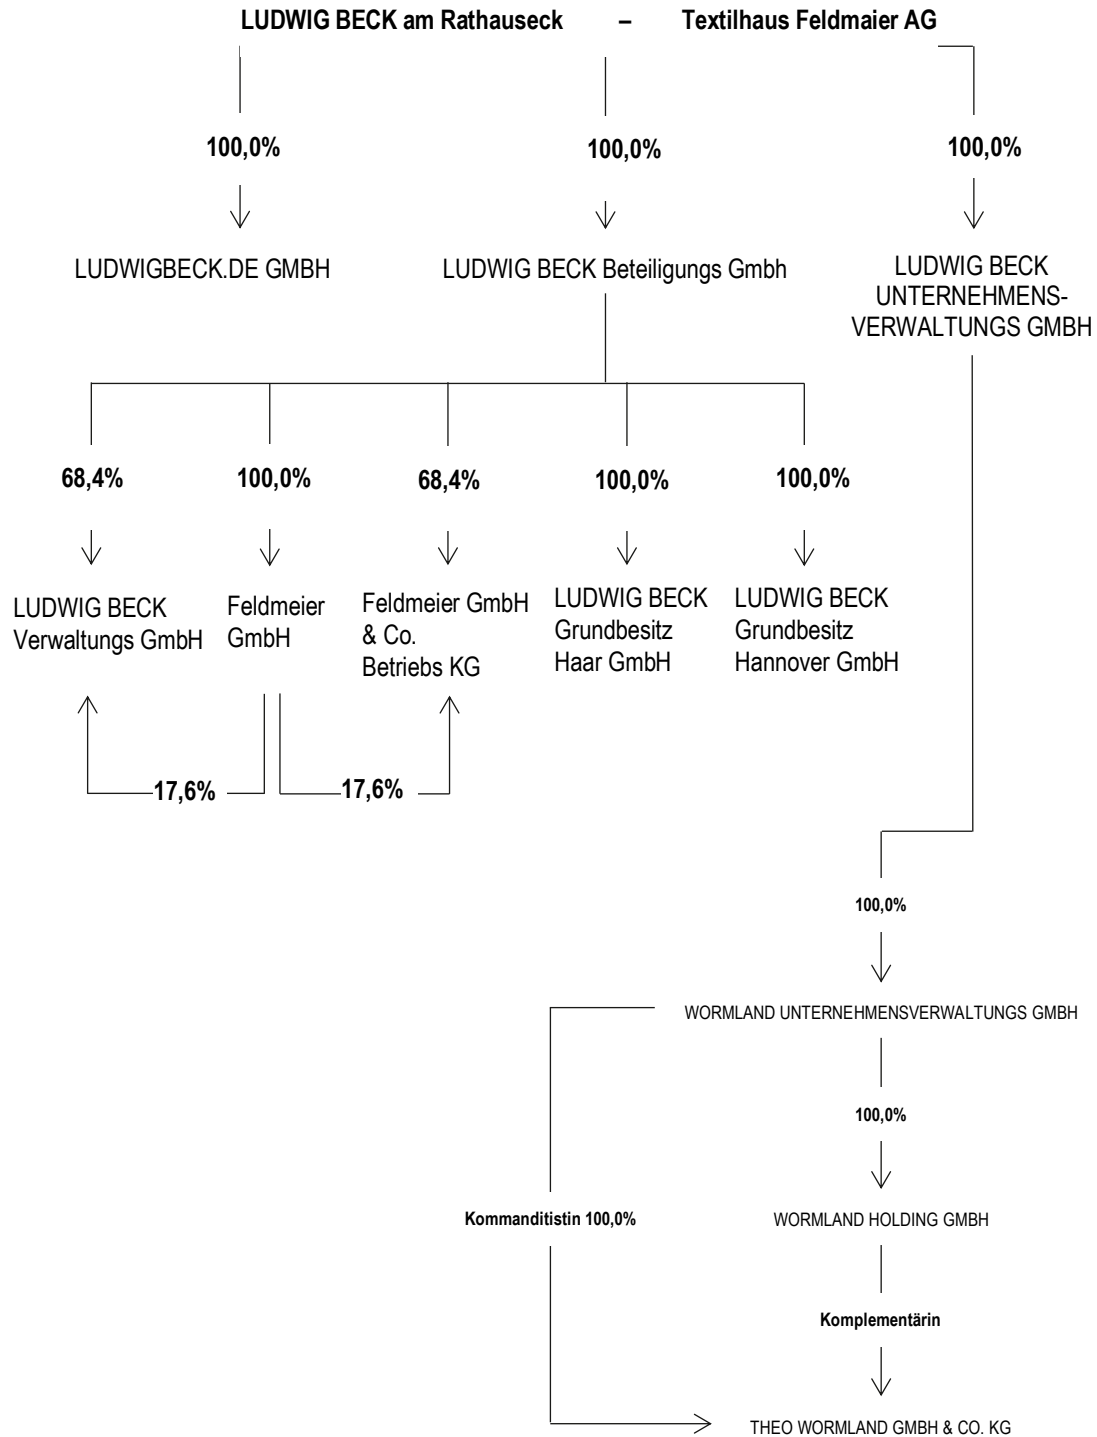 LUDWIG BECK am Rathauseck – Textilhaus Feldmaier AG
100,0% 100,0% 100,0%
LUDWIGBECK.DE GMBH
LUDWIG BECK Beteiligungs Gmbh
LUDWIG BECK
UNTERNEHMENS-
VERWALTUNGS GMBH
68,4% 100,0% 68,4% 100,0% 100,0%
LUDWIG BECK
Verwaltungs GmbH
Feldmeier
GmbH
Feldmeier GmbH
& Co.
Betriebs KG
LUDWIG BECK
Grundbesitz
Haar GmbH
LUDWIG BECK
Grundbesitz
Hannover GmbH
17,6% 17,6%
100,0%
WORMLAND UNTERNEHMENSVERWALTUNGS GMBH
100,0%
Kommanditistin 100,0%
WORMLAND HOLDING GMBH
Komplementärin
THEO WORMLAND GMBH & CO. KG